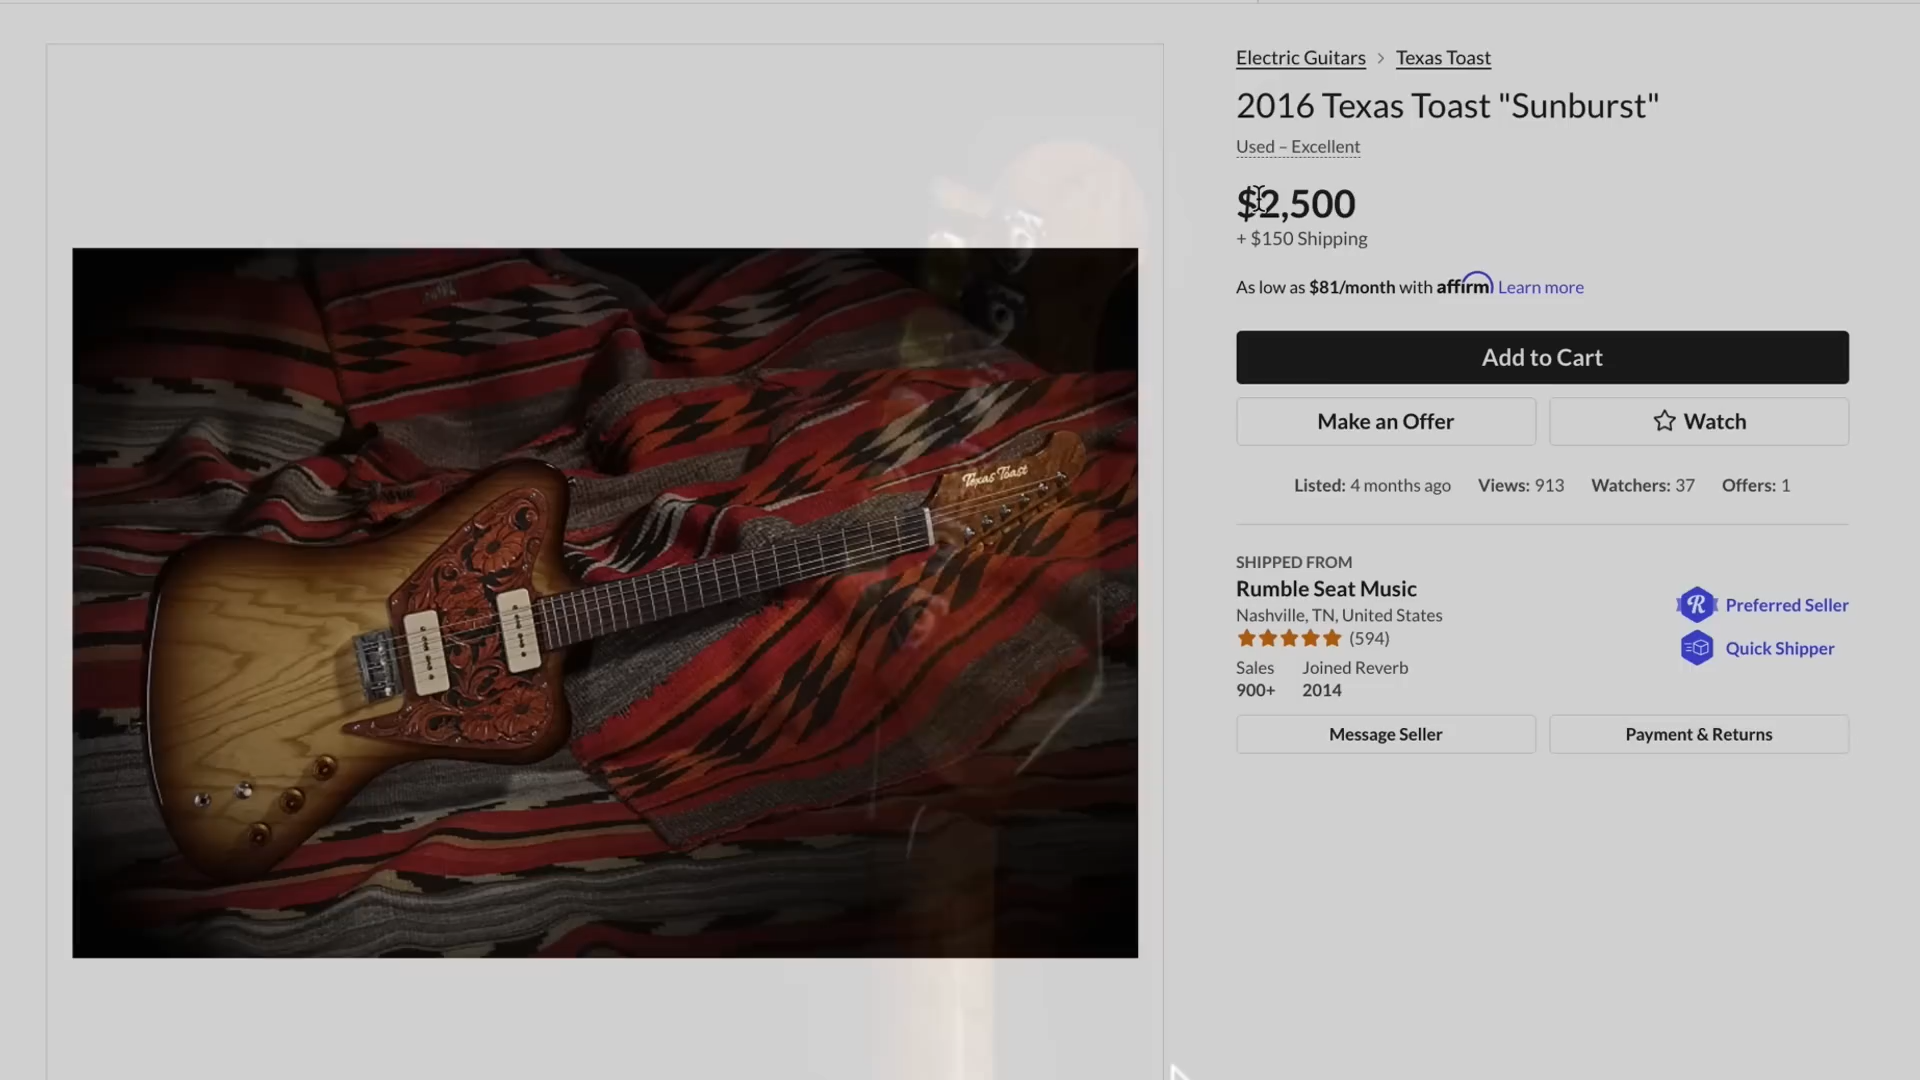 Electric Guitars > Texas Toast
2016 Texas Toast "Sunburst"
Used – Excellent
$2,500
+ $150 Shipping
As low as $81/month with affirm Learn more
Add to Cart
Make an Offer
Watch
Listed: 4 months ago Views: 913 Watchers: 37 Offers: 1
Texas Toast
SHIPPED FROM
Rumble Seat Music
Nashville, TN, United States
(594)
Sales Joined Reverb
900+ 2014
R Preferred Seller
Quick Shipper
Message Seller
Payment & Returns